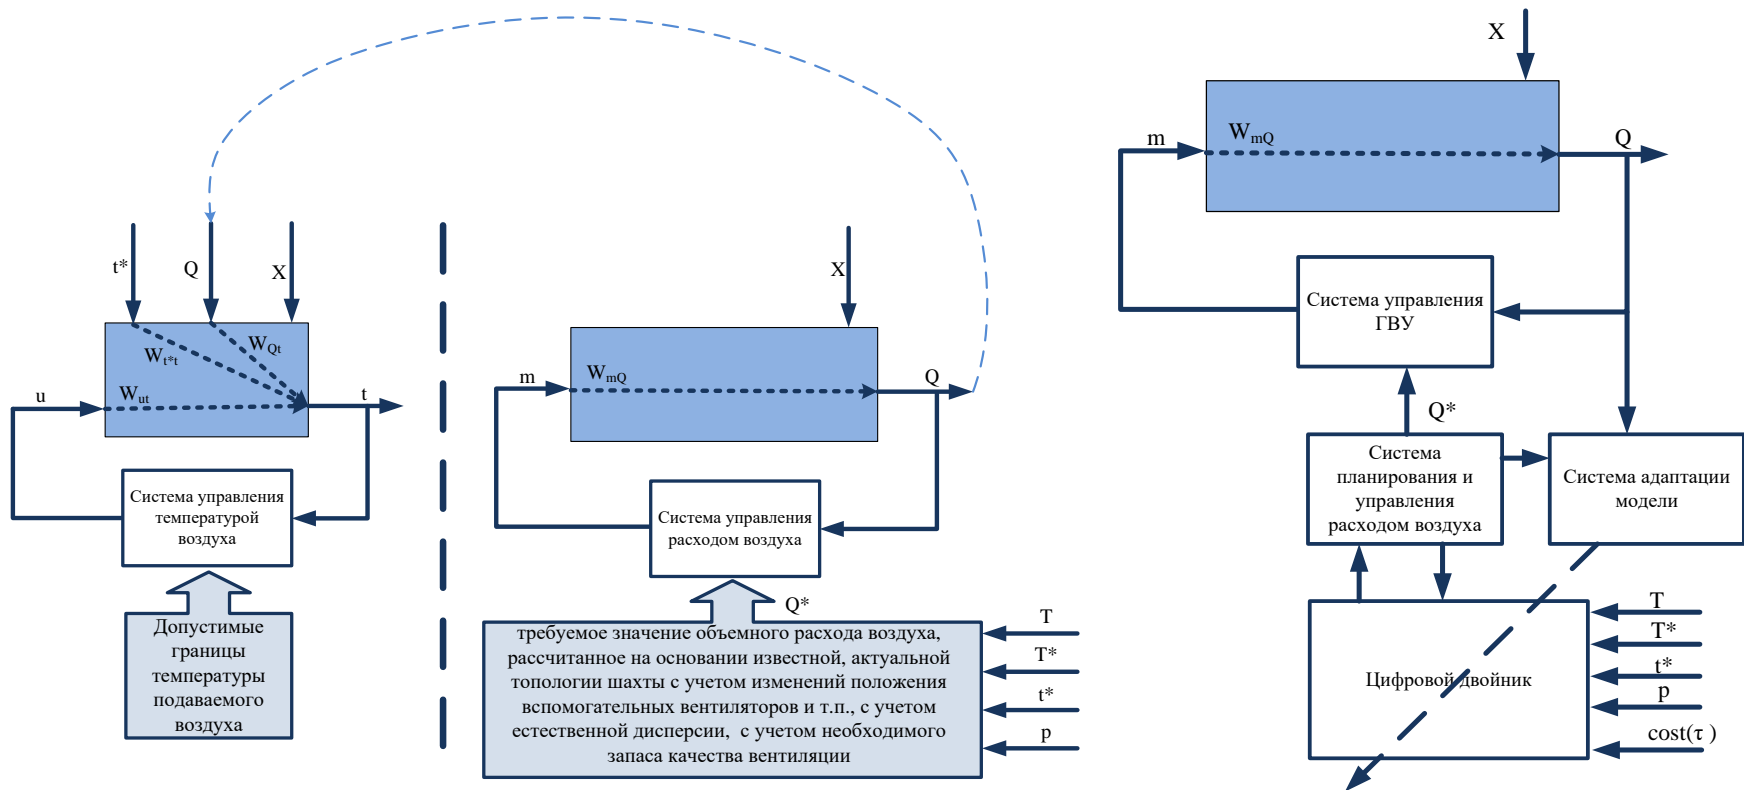 t*
Q
X
W_Qt
W_t*t
W_ut
u
t
Система управления
температурой
воздуха
Допустимые
границы
температуры
подаваемого
воздуха
X
m
W_mQ
Q
Система управления
расходом воздуха
Q*
требуемое значение объемного расхода воздуха,
рассчитанное на основании известной, актуальной
топологии шахты с учетом изменений положения
вспомогательных вентиляторов и т.п., с учетом
естественной дисперсии, с учетом необходимого
запаса качества вентиляции
T
T*
t*
p
X
m
W_mQ
Q
Система управления
ГВУ
Q*
Система
планирования и
управления
расходом воздуха
Система адаптации
модели
Цифровой двойник
T
T*
t*
p
cost(τ )